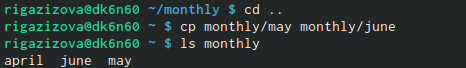 rigazizova@dk6n60 ~/monthly $ cd ..
rigazizova@dk6n60 ~ $ cp monthly/may monthly/june
rigazizova@dk6n60 ~ $ ls monthly
april  june  may